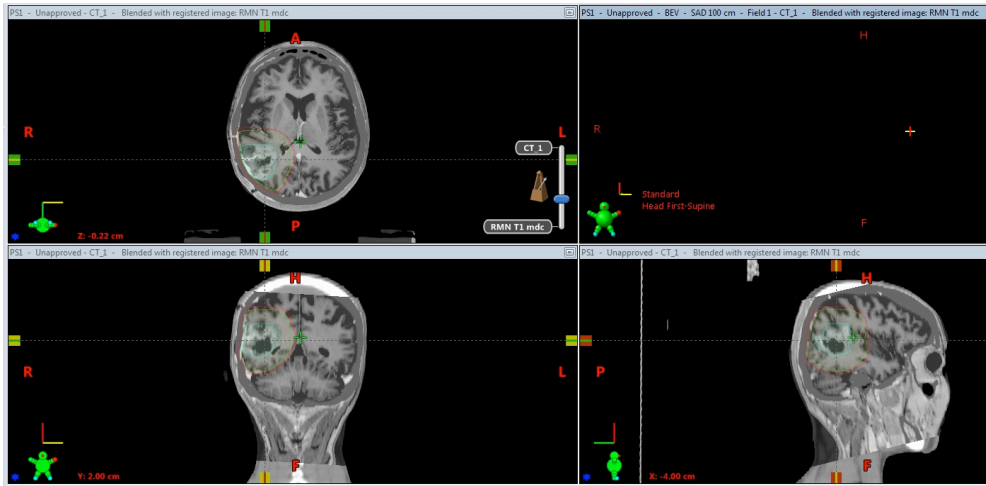 PS1 - Unapproved - CT_1 - Blended with registered image: RMN T1 mdc
A
R
L
CT_1
RMN T1 mdc
P
Z: -0.22 cm
PS1 - Unapproved - BEV - SAD 100 cm - Field 1 - CT_1 - Blended with registered image: RMN T1 mdc
H
R
Standard
Head First-Supine
F
PS1 - Unapproved - CT_1 - Blended with registered image: RMN T1 mdc
H
R
L
F
Y: 2.00 cm
PS1 - Unapproved - CT_1 - Blended with registered image: RMN T1 mdc
H
P
F
X: -4.00 cm